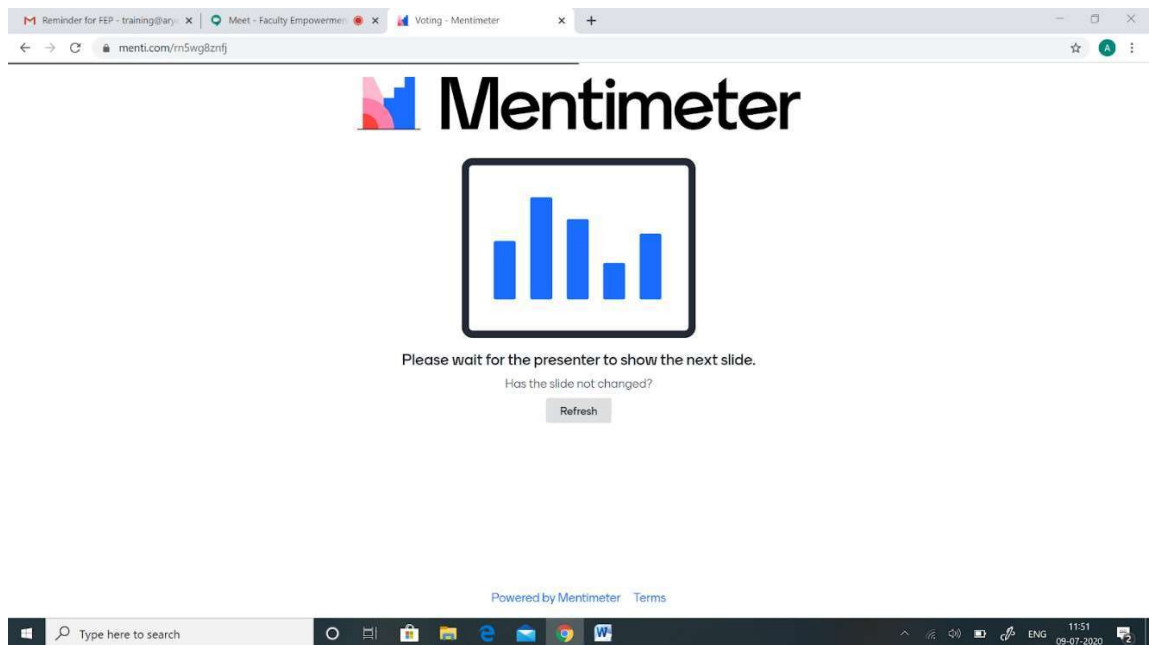 Reminder for FEP - training@ary
Meet - Faculty Empowermen
Voting - Mentimeter
menti.com/rn5wg8znfj
A
Mentimeter
Please wait for the presenter to show the next slide.
Has the slide not changed?
Refresh
Powered by Mentimeter Terms
Type here to search
ENG
11:51
09-07-2020
2